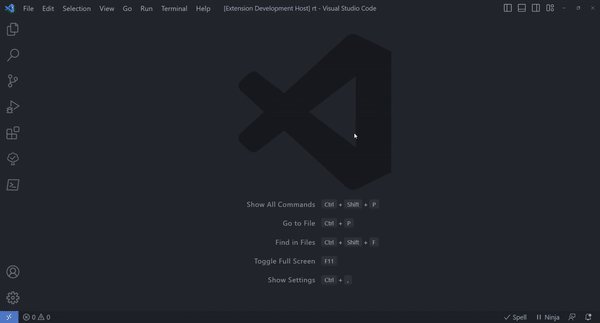 File Edit Selection View Go Run Terminal Help [Extension Development Host] rt - Visual Studio Code
Show All Commands Ctrl + Shift + P
Go to File Ctrl + P
Find in Files Ctrl + Shift + F
Toggle Full Screen F11
Show Settings Ctrl + ,
0 0 Spell Ninja